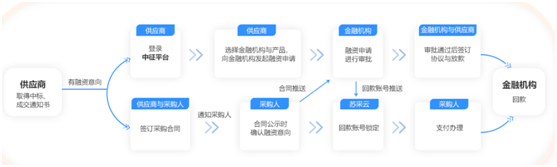 供应商
供应商
金融机构
金融机构与供应商
登录
中征平台
选择金融机构与产品,
向金融机构发起融资申请
融资申请
进行审批
审批通过后签订
协议与放款
供应商
取得中标、
成交通知书
有融资意向
合同推送
回款账号推送
金融机构
回款
供应商与采购人
通知采购人
采购人
苏采云
采购人
签订采购合同
合同公示时
确认融资意向
回款账号锁定
支付办理